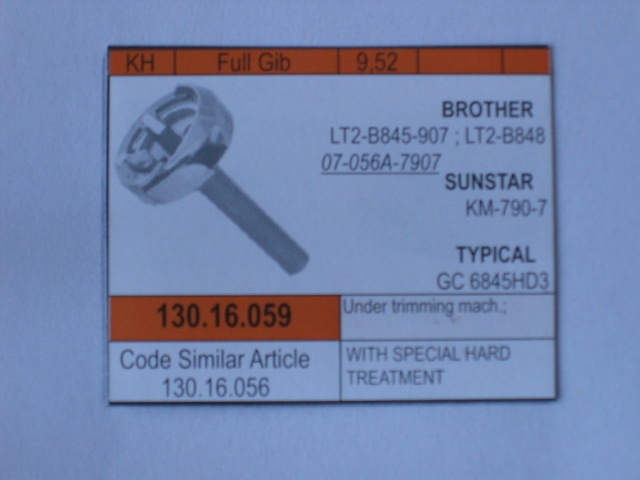 KH Full Gib 9,52
BROTHER
LT2-B845-907 ; LT2-B848
07-056A-7907
SUNSTAR
KM-790-7
TYPICAL
GC 6845HD3
130.16.059
Under trimming mach.;
Code Similar Article
130.16.056
WITH SPECIAL HARD
TREATMENT